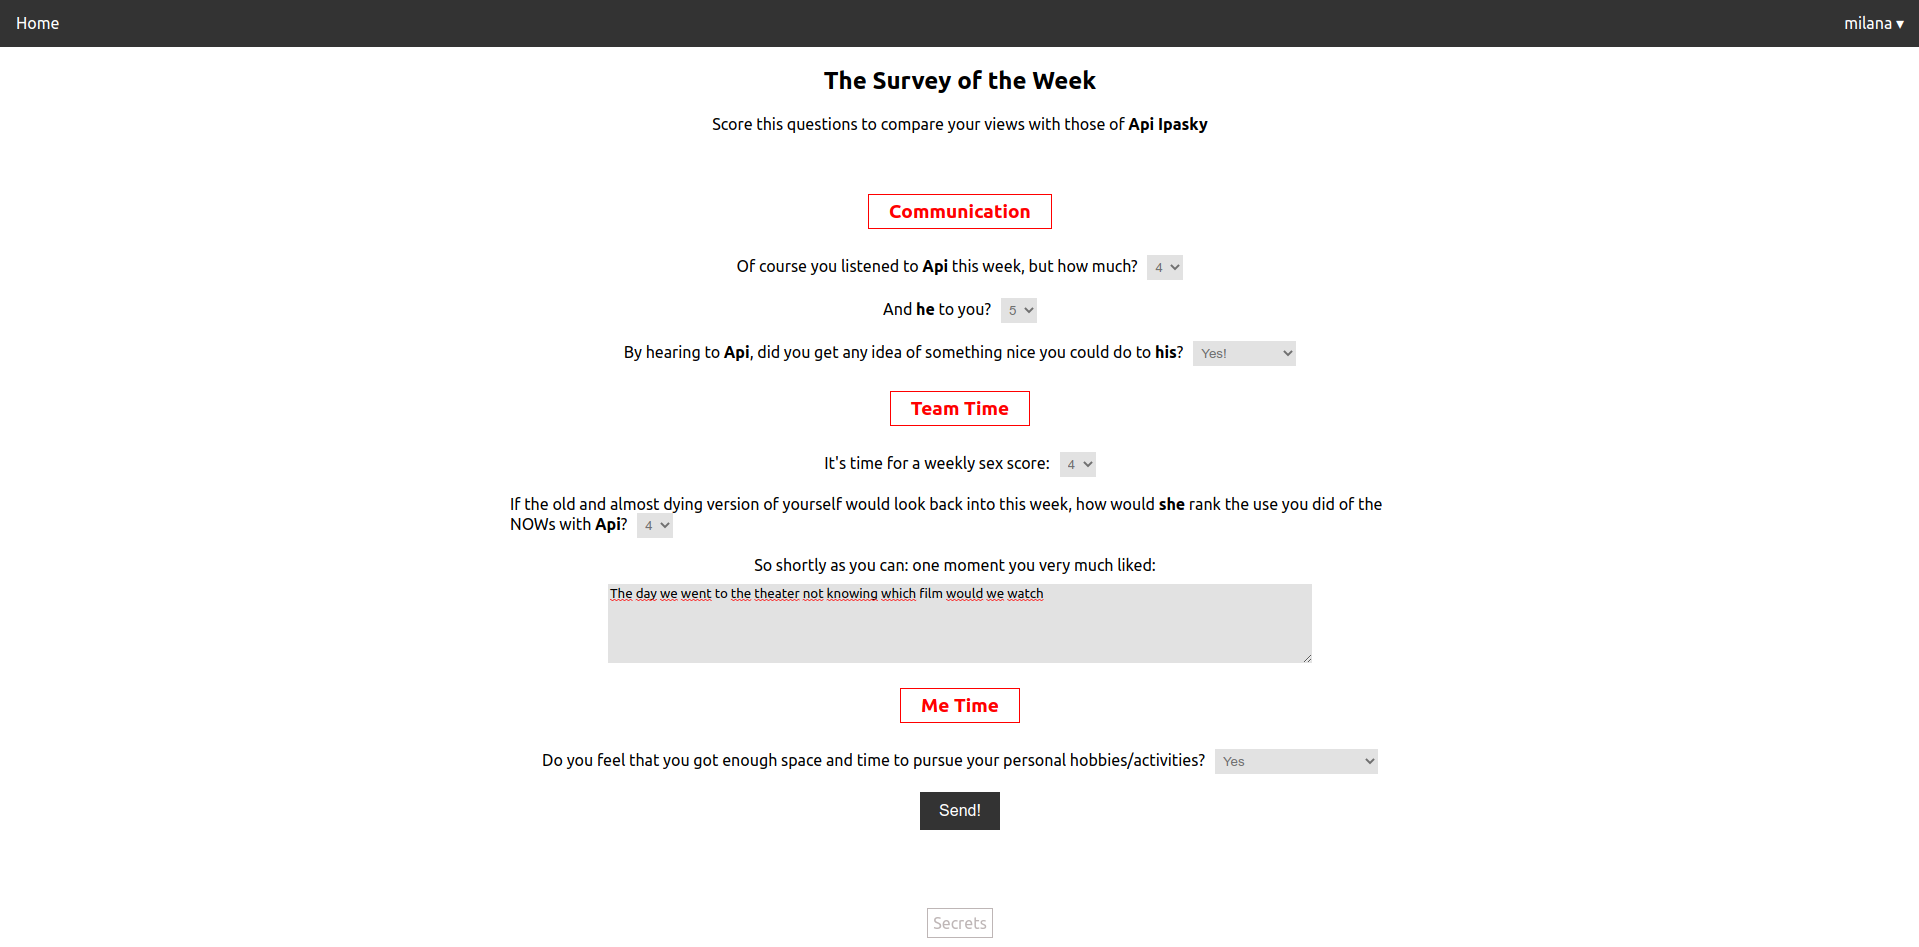 Home
milana ▾
The Survey of the Week
Score this questions to compare your views with those of Api Ipasky
Communication
Of course you listened to Api this week, but how much? 4
And he to you? 5
By hearing to Api, did you get any idea of something nice you could do to his? Yes!
Team Time
It's time for a weekly sex score: 4
If the old and almost dying version of yourself would look back into this week, how would she rank the use you did of the
NOWs with Api? 4
So shortly as you can: one moment you very much liked:
The day we went to the theater not knowing which film would we watch
Me Time
Do you feel that you got enough space and time to pursue your personal hobbies/activities? Yes
Send!
Secrets